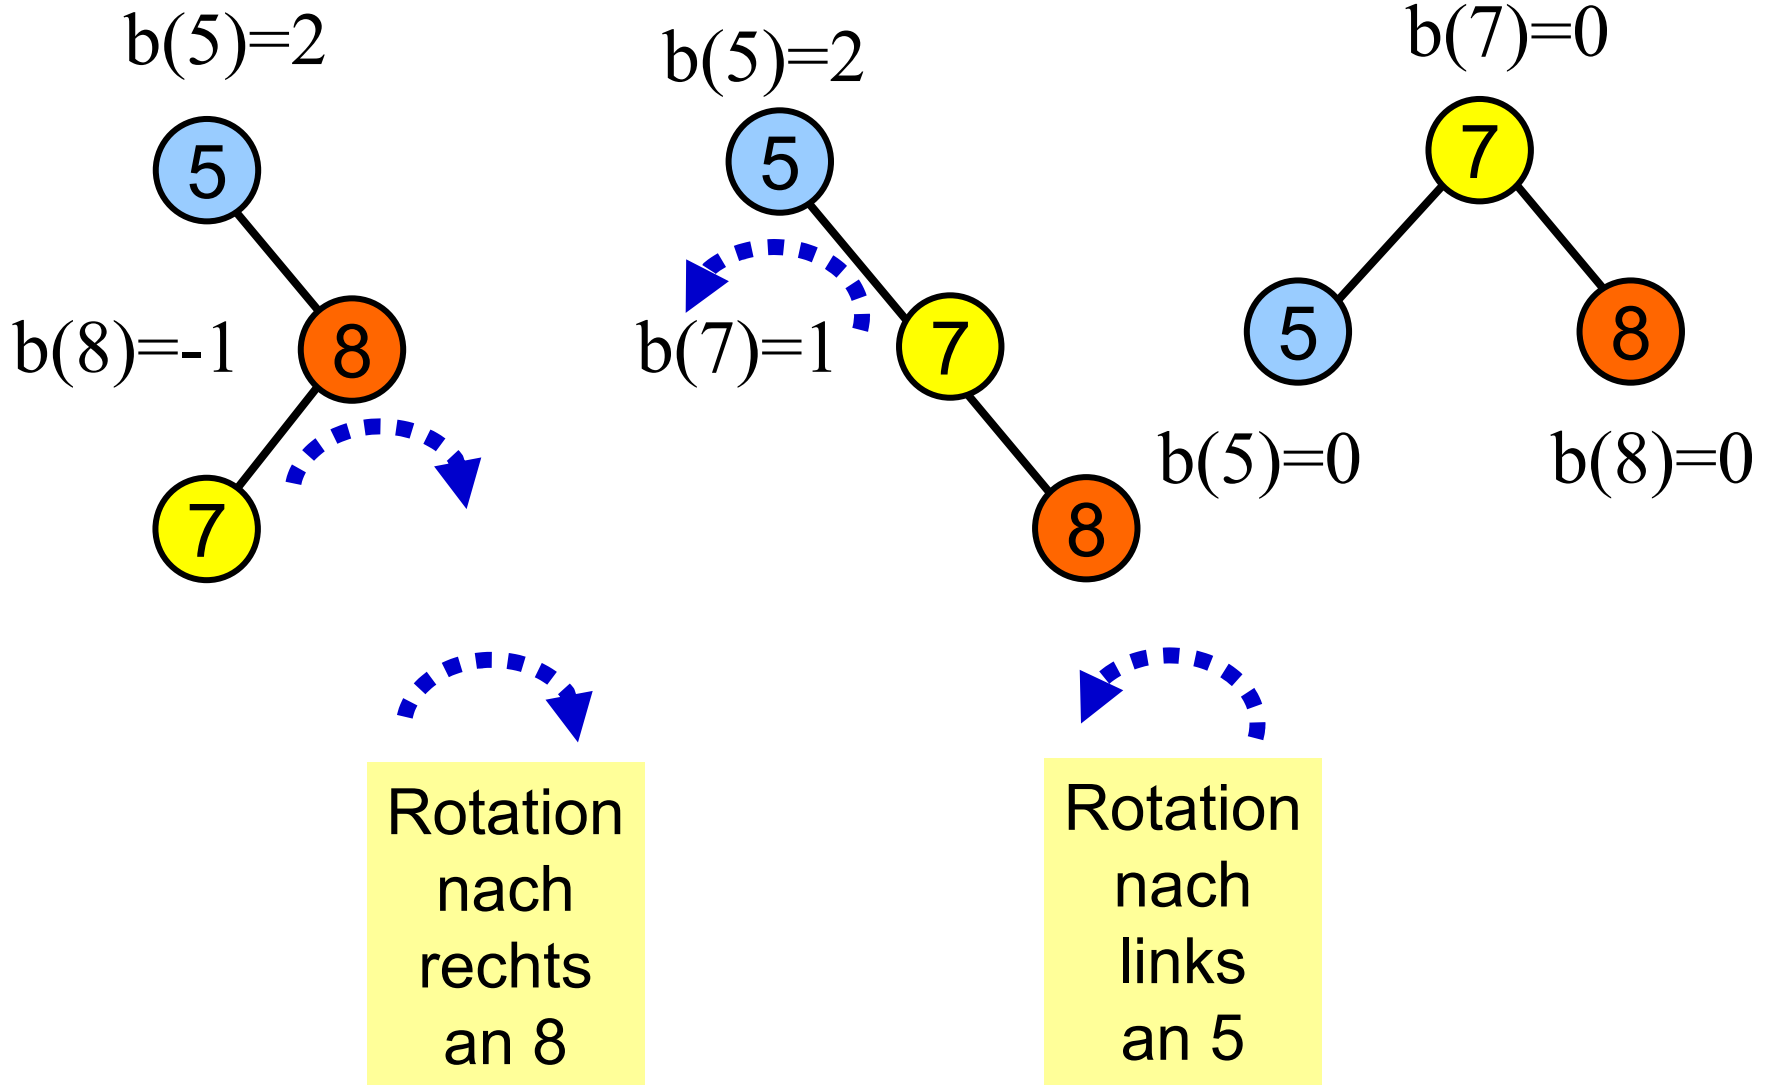 b(5)=2
5
b(8)=-1
8
7
b(5)=2
5
b(7)=1
7
8
b(7)=0
7
5
8
b(5)=0
b(8)=0
Rotation
nach
rechts
an 8
Rotation
nach
links
an 5